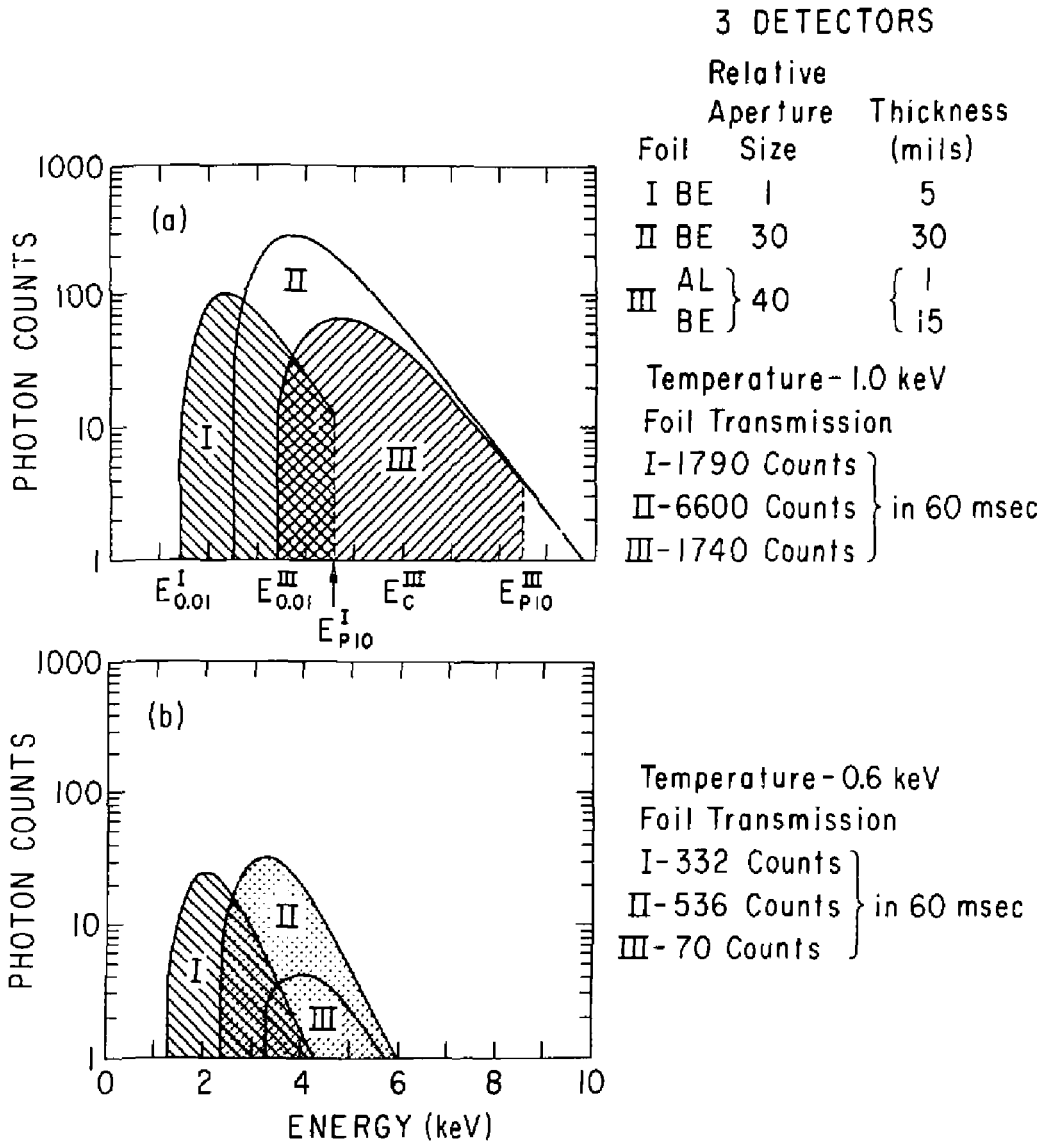 3 DETECTORS
Relative
Aperture Thickness
Foil Size (mils)
I BE 1 5
II BE 30 30
III AL BE } 40 { 1 15
Temperature - 1.0 keV
Foil Transmission
I - 1790 Counts
II - 6600 Counts } in 60 msec
III - 1740 Counts
PHOTON COUNTS
1000
100
10
1
(a)
I
II
III
E^I_0.01 E^III_0.01 E^I_P10 E^III_C E^III_P10
PHOTON COUNTS
1000
100
10
1
(b)
I
II
III
0 2 4 6 8 10
ENERGY (keV)
Temperature - 0.6 keV
Foil Transmission
I - 332 Counts
II - 536 Counts } in 60 msec
III - 70 Counts